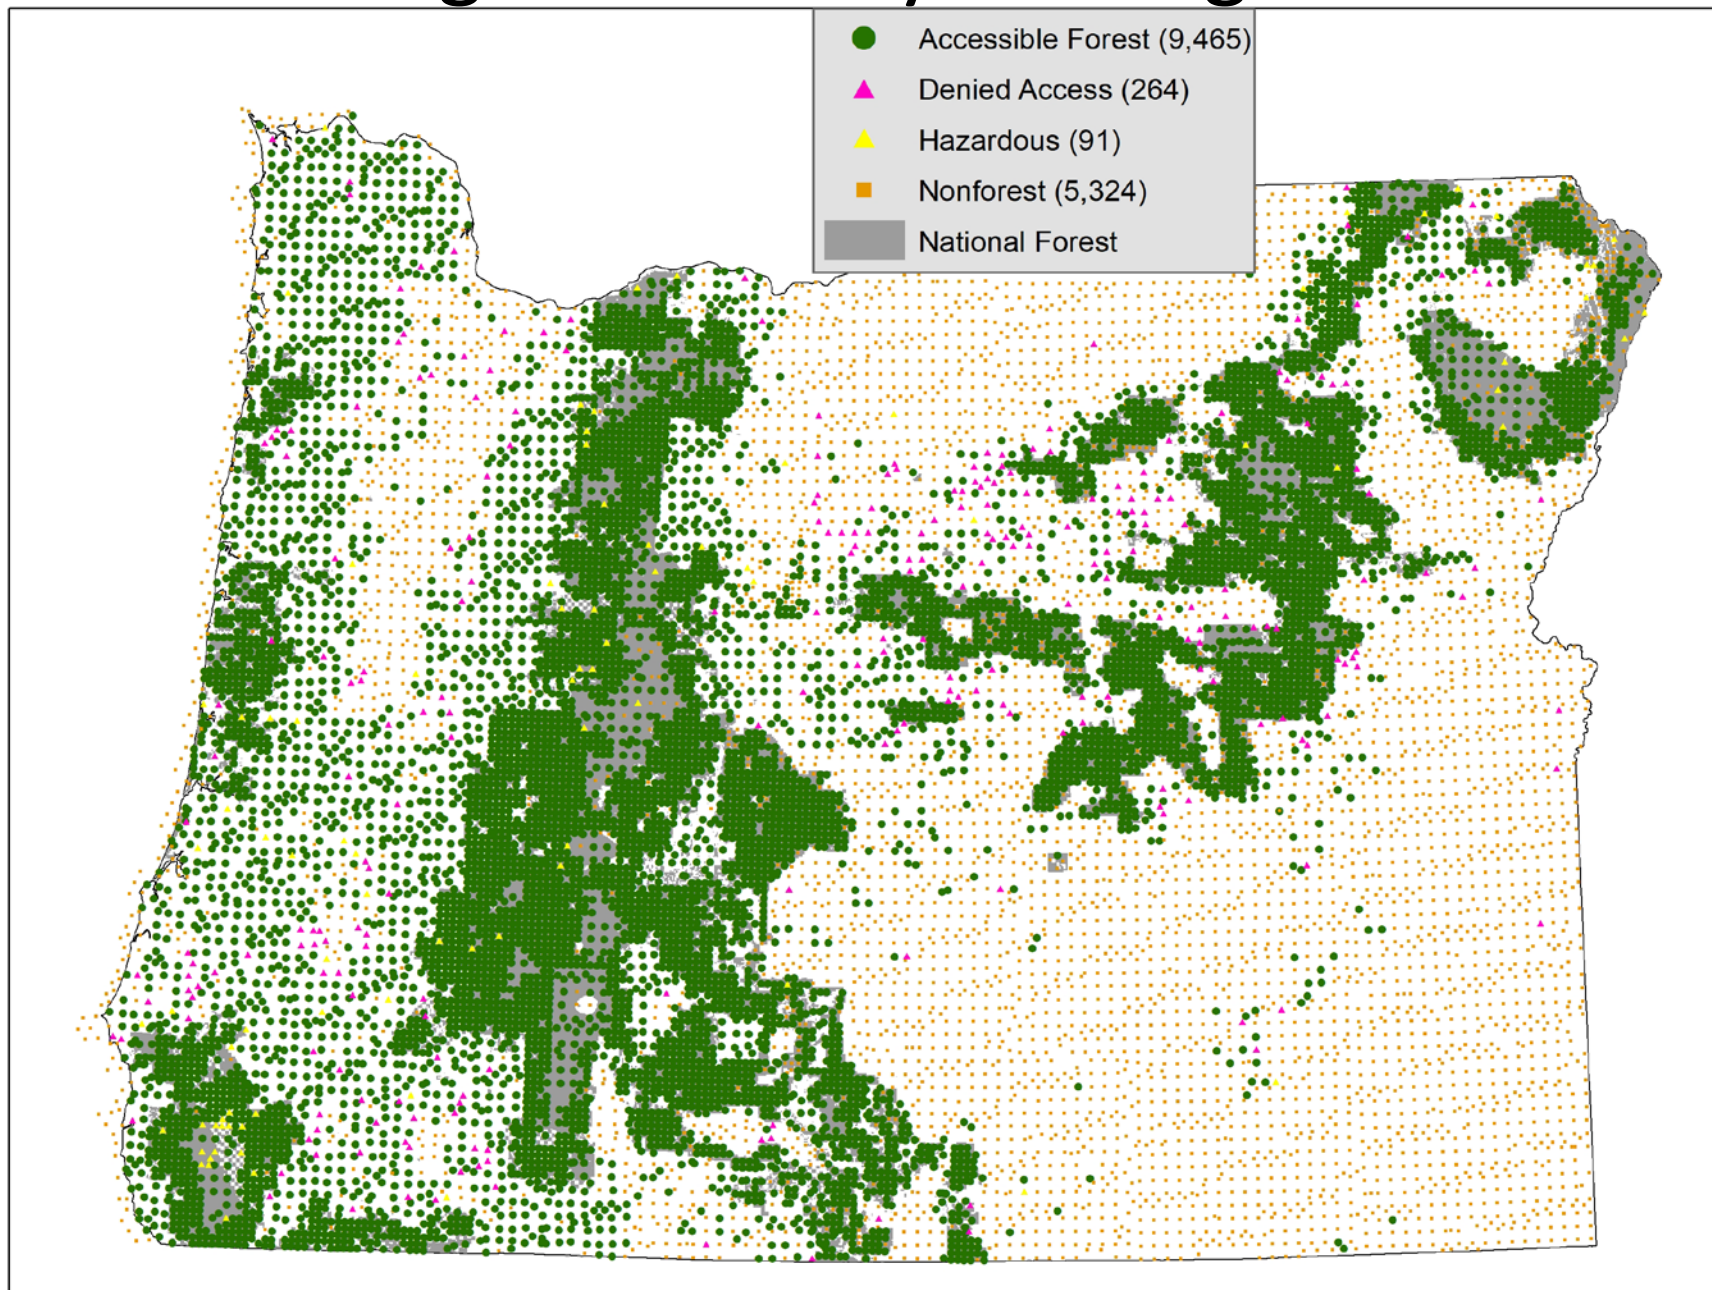 Accessible Forest (9,465)
Denied Access (264)
Hazardous (91)
Nonforest (5,324)
National Forest